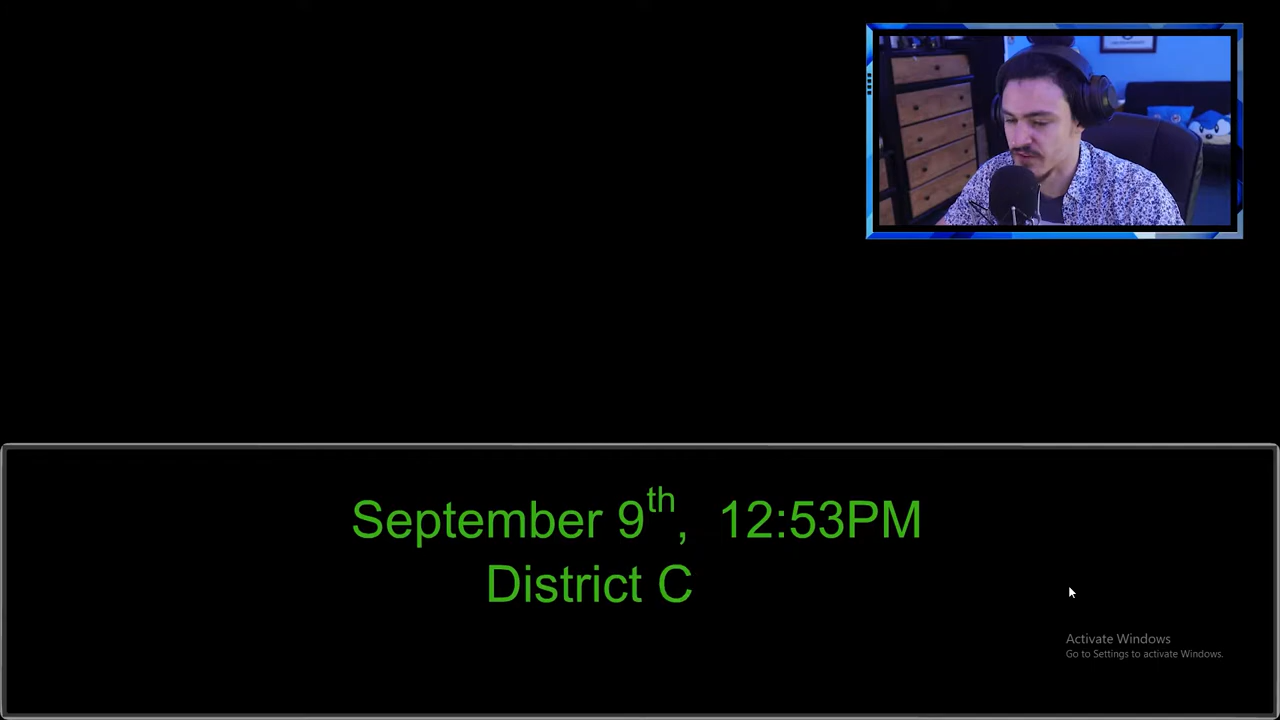 September 9th, 12:53PM
District C
Activate Windows
Go to Settings to activate Windows.